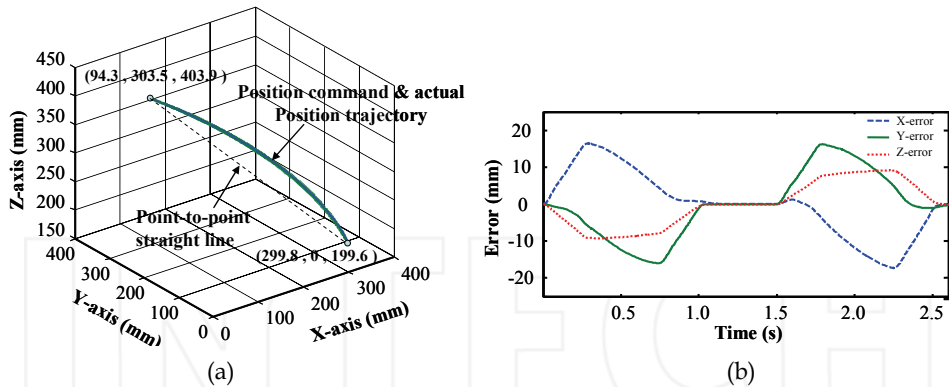 450
400
350
300
250
200
150
Z-axis (mm)
(94.3 , 303.5 , 403.9 )
Position command & actual
Position trajectory
Point-to-point
straight line
(299.8 , 0 , 199.6 )
400
300
200
100
0
Y-axis (mm)
0
100
200
300
400
X-axis (mm)
(a)
20
10
0
-10
-20
Error (mm)
X-error
Y-error
Z-error
0.5
1.0
1.5
2.0
2.5
Time (s)
(b)